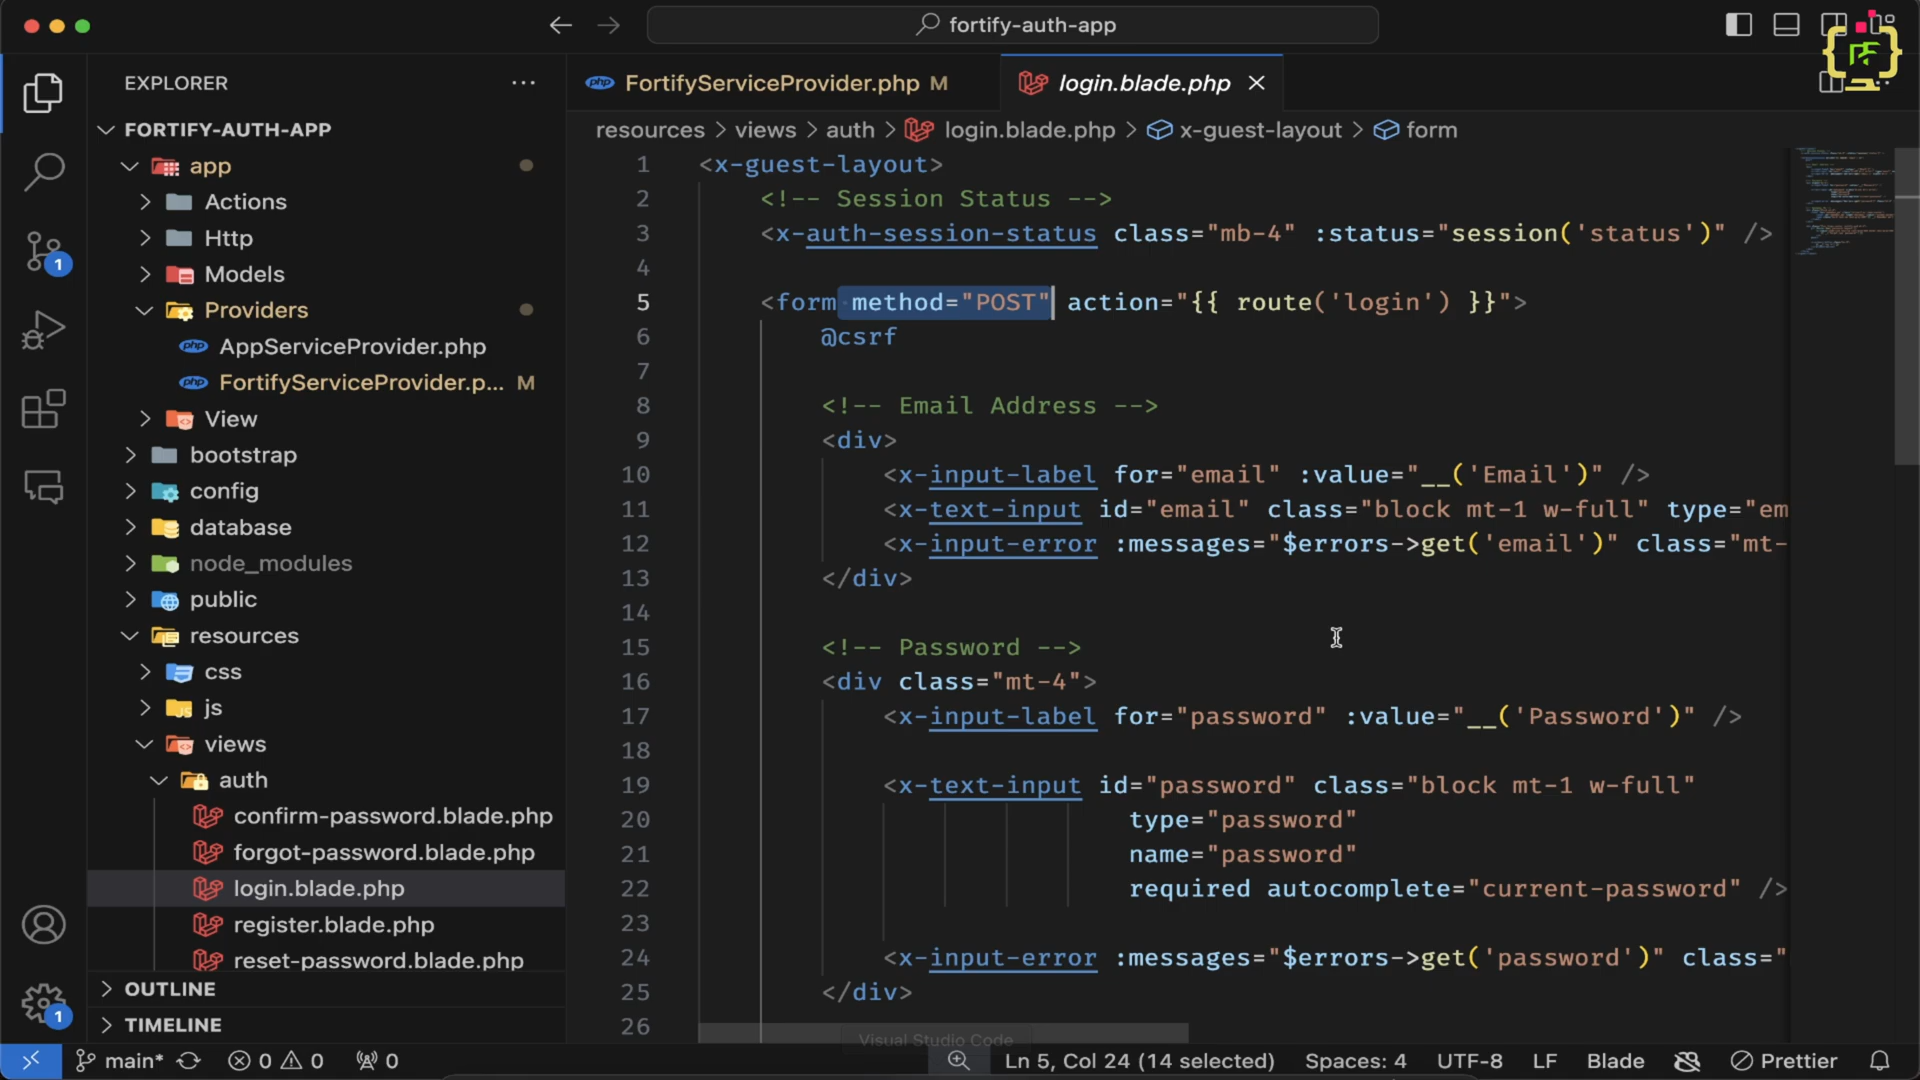 fortify-auth-app
EXPLORER
FORTIFY-AUTH-APP
app
Actions
Http
Models
Providers
AppServiceProvider.php
FortifyServiceProvider.p... M
View
bootstrap
config
database
node_modules
public
resources
css
js
views
auth
confirm-password.blade.php
forgot-password.blade.php
login.blade.php
register.blade.php
reset-password.blade.php
OUTLINE
TIMELINE
FortifyServiceProvider.php M
login.blade.php
resources > views > auth > login.blade.php > x-guest-layout > form
1 <x-guest-layout>
2 <!-- Session Status -->
3 <x-auth-session-status class="mb-4" :status="session('status')" />
4
5 <form method="POST" action="{{ route('login') }}">
6 @csrf
7
8 <!-- Email Address -->
9 <div>
10 <x-input-label for="email" :value="__('Email')" />
11 <x-text-input id="email" class="block mt-1 w-full" type="em
12 <x-input-error :messages="$errors->get('email')" class="mt-
13 </div>
14
15 <!-- Password -->
16 <div class="mt-4">
17 <x-input-label for="password" :value="__('Password')" />
18
19 <x-text-input id="password" class="block mt-1 w-full"
20 type="password"
21 name="password"
22 required autocomplete="current-password" />
23
24 <x-input-error :messages="$errors->get('password')" class="
25 </div>
26
Visual Studio Code
1
1
main* 0 0 0 Ln 5, Col 24 (14 selected) Spaces: 4 UTF-8 LF Blade Prettier